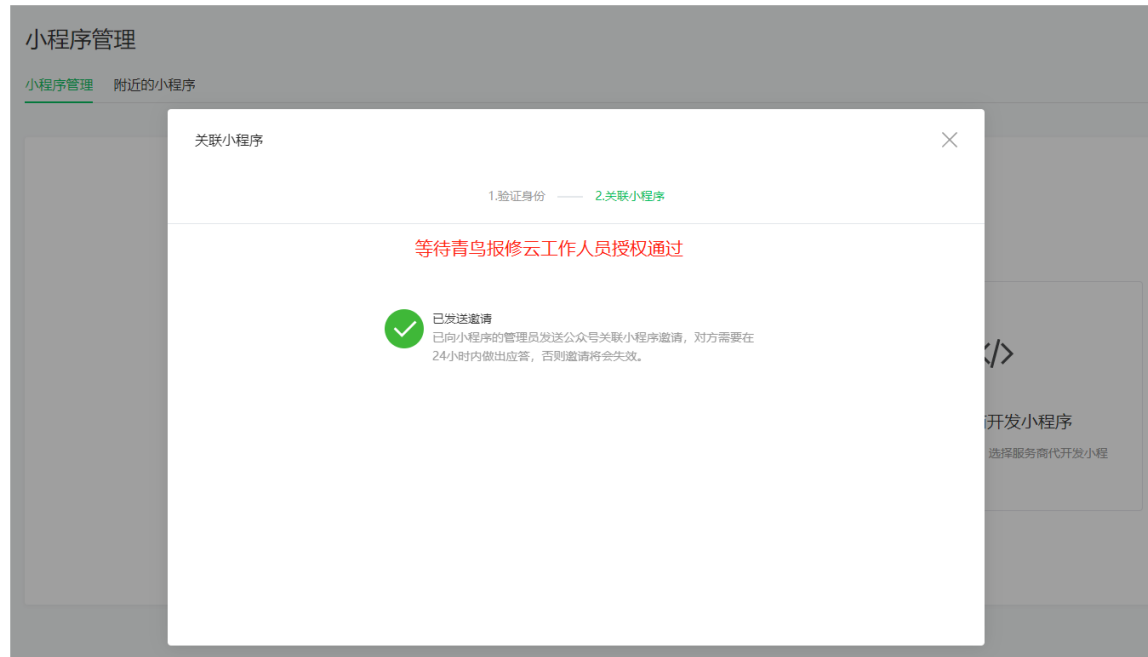 小程序管理
小程序管理 附近的小程序
关联小程序
1.验证身份 2.关联小程序
等待青鸟报修云工作人员授权通过
已发送邀请
已向小程序的管理员发送公众号关联小程序邀请，对方需要在
24小时内做出应答，否则邀请将会失效。
开发小程序
选择服务商代开发小程